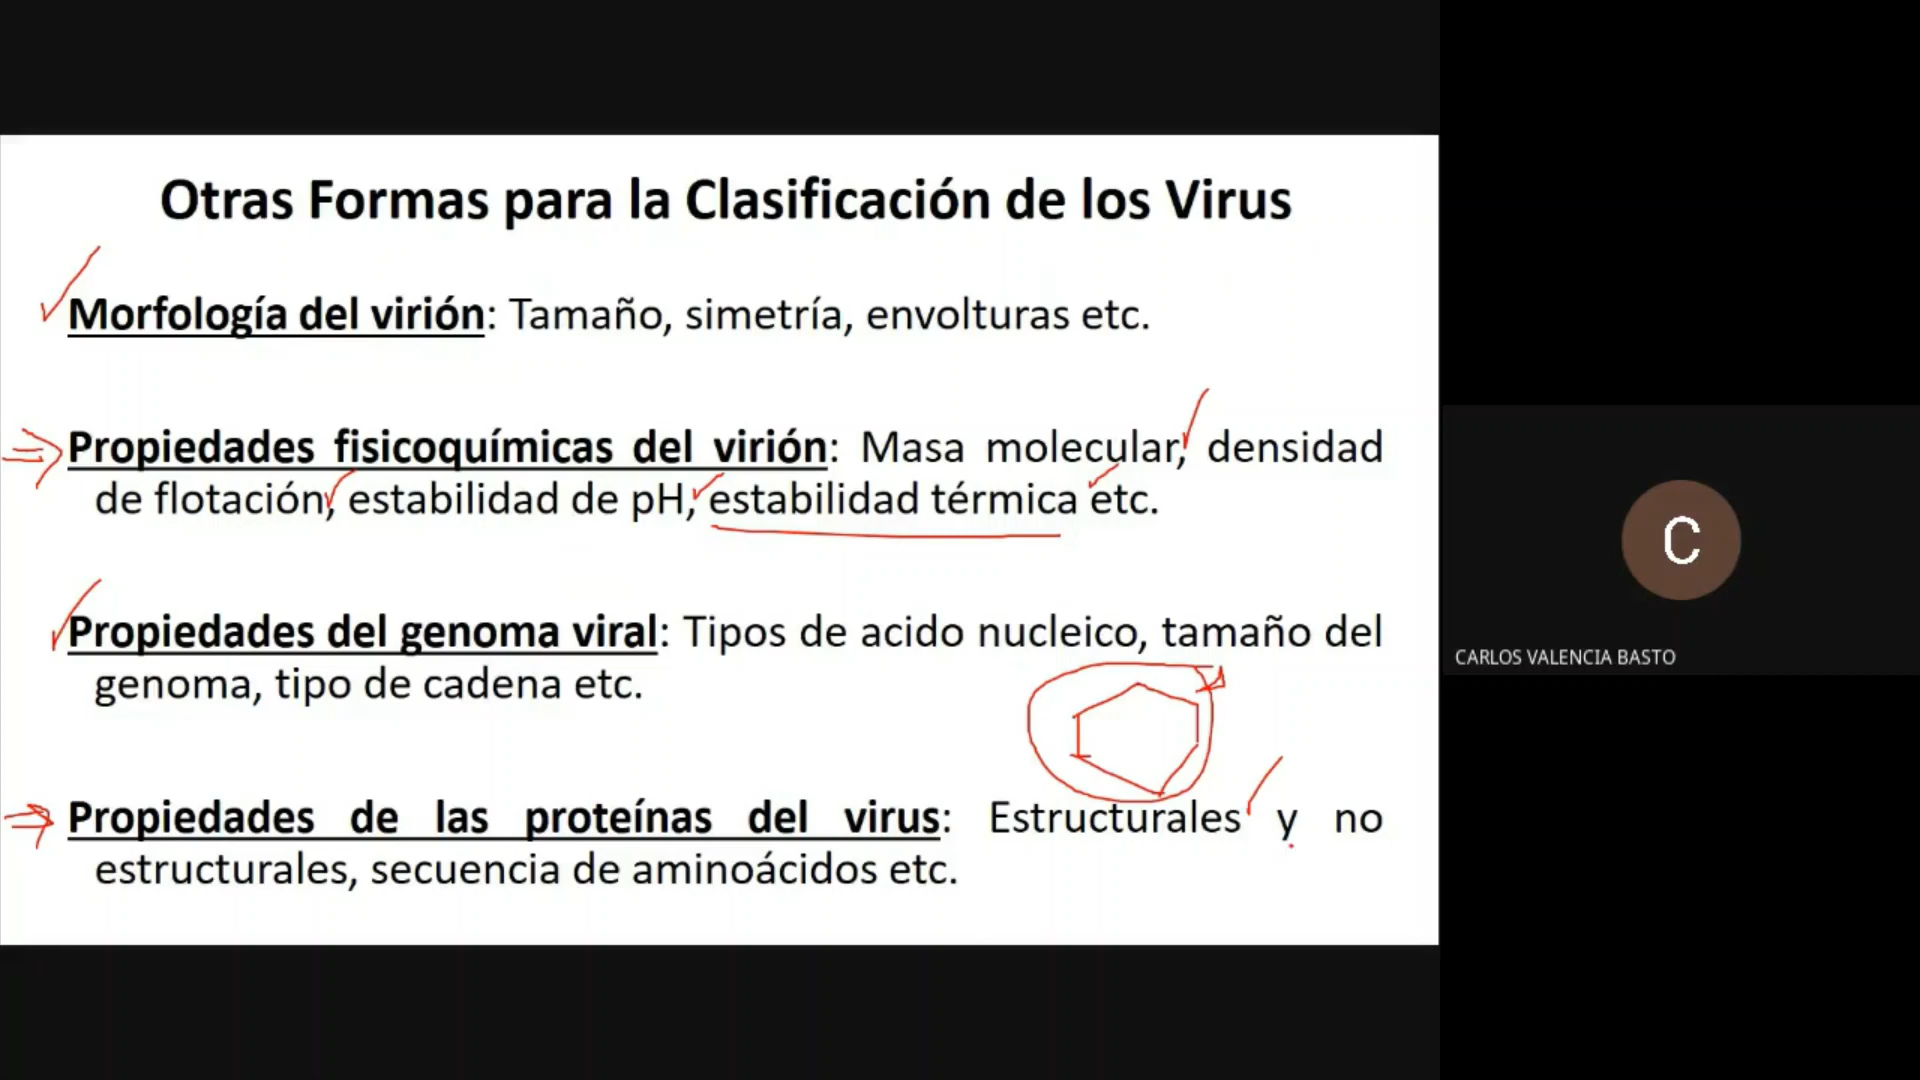 Otras Formas para la Clasificación de los Virus
Morfología del virión: Tamaño, simetría, envolturas etc.
Propiedades fisicoquímicas del virión: Masa molecular, densidad
de flotación, estabilidad de pH, estabilidad térmica etc.
Propiedades del genoma viral: Tipos de acido nucleico, tamaño del
genoma, tipo de cadena etc.
Propiedades de las proteínas del virus: Estructurales y no
estructurales, secuencia de aminoácidos etc.
C
CARLOS VALENCIA BASTO